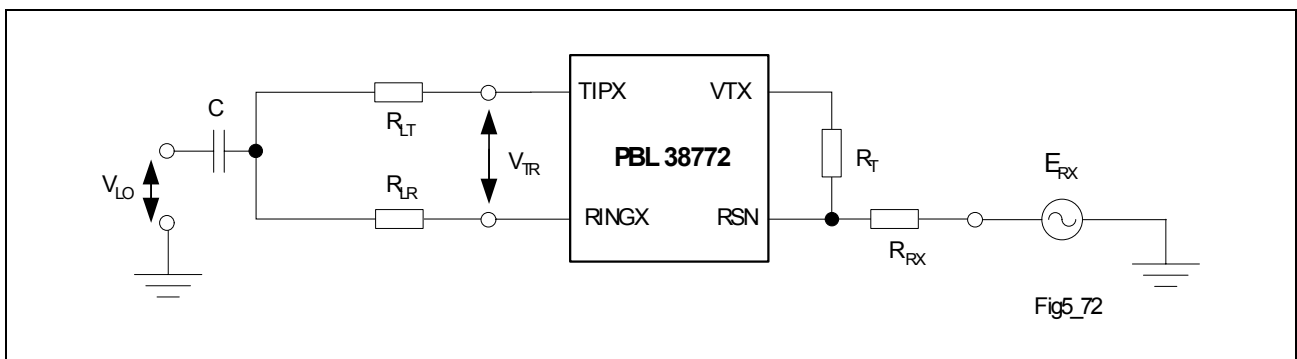 TIPX VTX
C
R_LT
R_T
E_RX
PBL 38772
V_TR
V_LO
R_LR
RINGX RSN
R_RX
Fig5_72